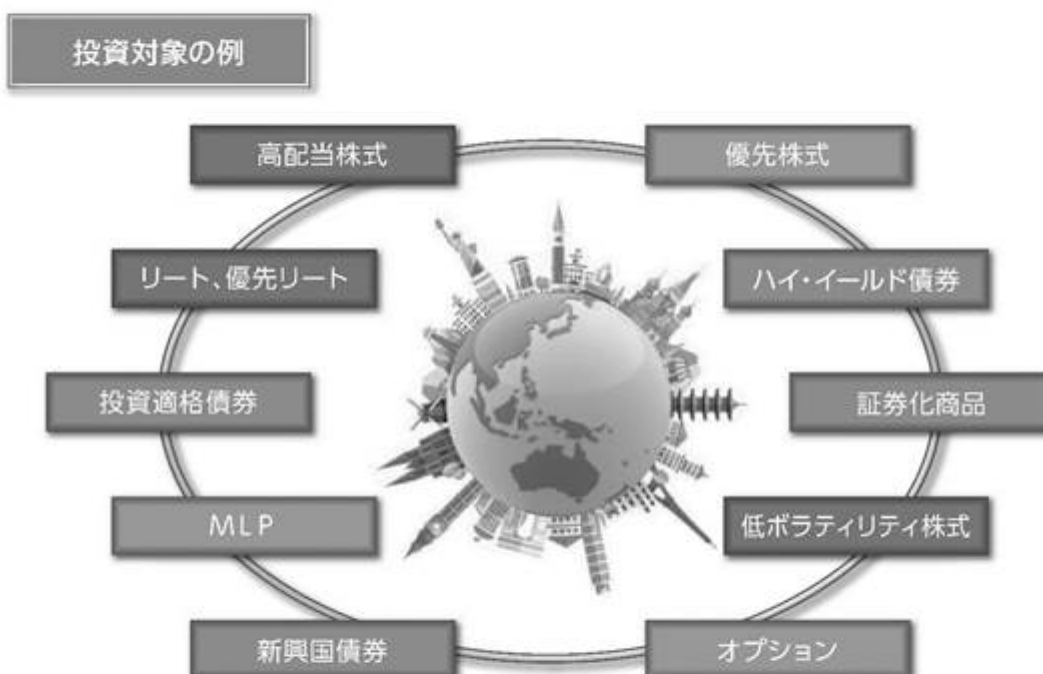 投資対象の例
高配当株式
優先株式
リート、優先リート
ハイ・イールド債券
投資適格債券
証券化商品
MLP
低ボラティリティ株式
新興国債券
オプション